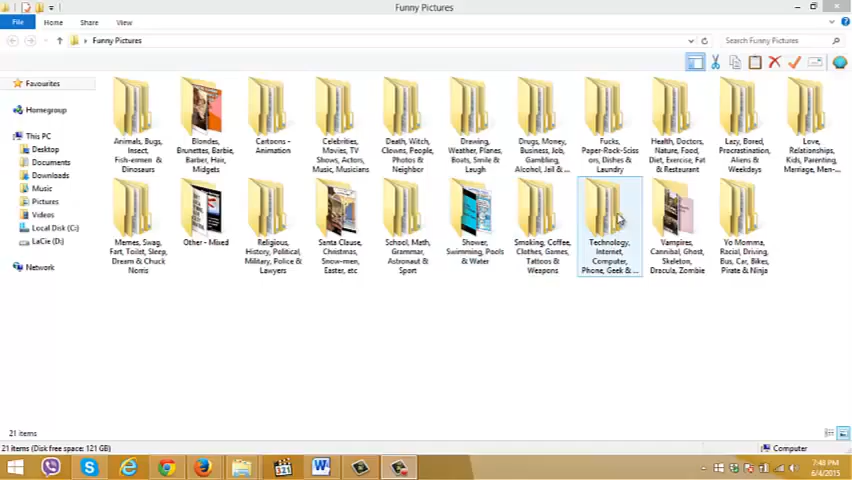 Funny Pictures
File Home Share View
Funny Pictures
Search Funny Pictures
Favourites
Homegroup
This PC
Desktop
Documents
Downloads
Music
Pictures
Videos
Local Disk (C:)
LaCie (D:)
Network
Animals, Bugs,
Insect,
Fish-ermen &
Dinosaurs
Blondes,
Brunettes, Barbie,
Barber, Hair,
Midgets
Cartoons -
Animation
Celebrities,
Movies, TV
Shows, Actors,
Music, Musicians
Death, Witch,
Clowns, People,
Photos &
Neighbor
Drawing,
Weather, Planes,
Boats, Smile &
Laugh
Drugs, Money,
Business, Job,
Gambling,
Alcohol, Jail & ...
Fucks,
Paper-Rock-Sciss
ors, Dishes &
Laundry
Health, Doctors,
Nature, Food,
Diet, Exercise, Fat
& Restaurant
Lazy, Bored,
Procrastination,
Aliens &
Weekdays
Love,
Relationships,
Kids, Parenting,
Marriage, Men-...
Memes, Swag,
Fart, Toilet, Sleep,
Dream & Chuck
Norris
Other - Mixed
Religious,
History, Political,
Military, Police &
Lawyers
Santa Clause,
Christmas,
Snow-men,
Easter, etc
School, Math,
Grammar,
Astronaut &
Sport
Shower,
Swimming, Pools
& Water
Smoking, Coffee,
Clothes, Games,
Tattoos &
Weapons
Technology,
Internet,
Computer,
Phone, Geek & ...
Vampires,
Cannibal, Ghost,
Skeleton,
Dracula, Zombie
Yo Momma,
Racial, Driving,
Bus, Car, Bikes,
Pirate & Ninja
21 items
21 items (Disk free space: 121 GB)
Computer
321
7:48 PM
6/4/2015